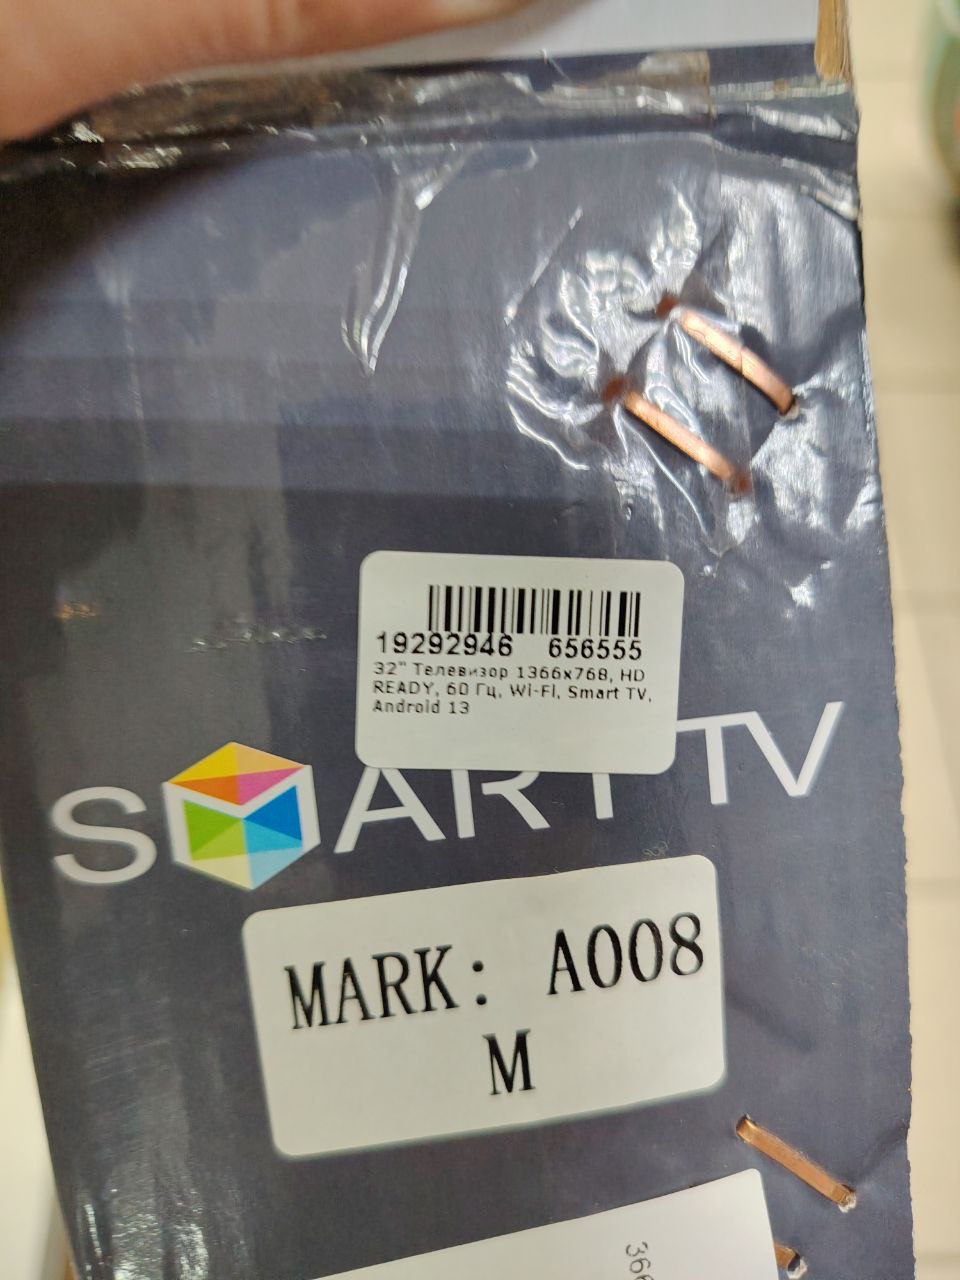 19292946 656555
32" Телевизор 1366x768, HD
READY, 60 Гц, Wi-Fi, Smart TV,
Android 13
SMART TV
MARK: A008
M
366